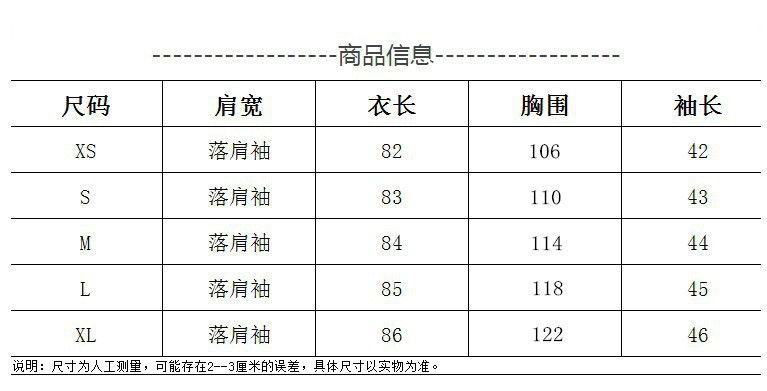 ------------------商品信息------------------
尺码 肩宽 衣长 胸围 袖长
XS 落肩袖 82 106 42
S 落肩袖 83 110 43
M 落肩袖 84 114 44
L 落肩袖 85 118 45
XL 落肩袖 86 122 46
说明: 尺寸为人工测量，可能存在2--3厘米的误差，具体尺寸以实物为准。